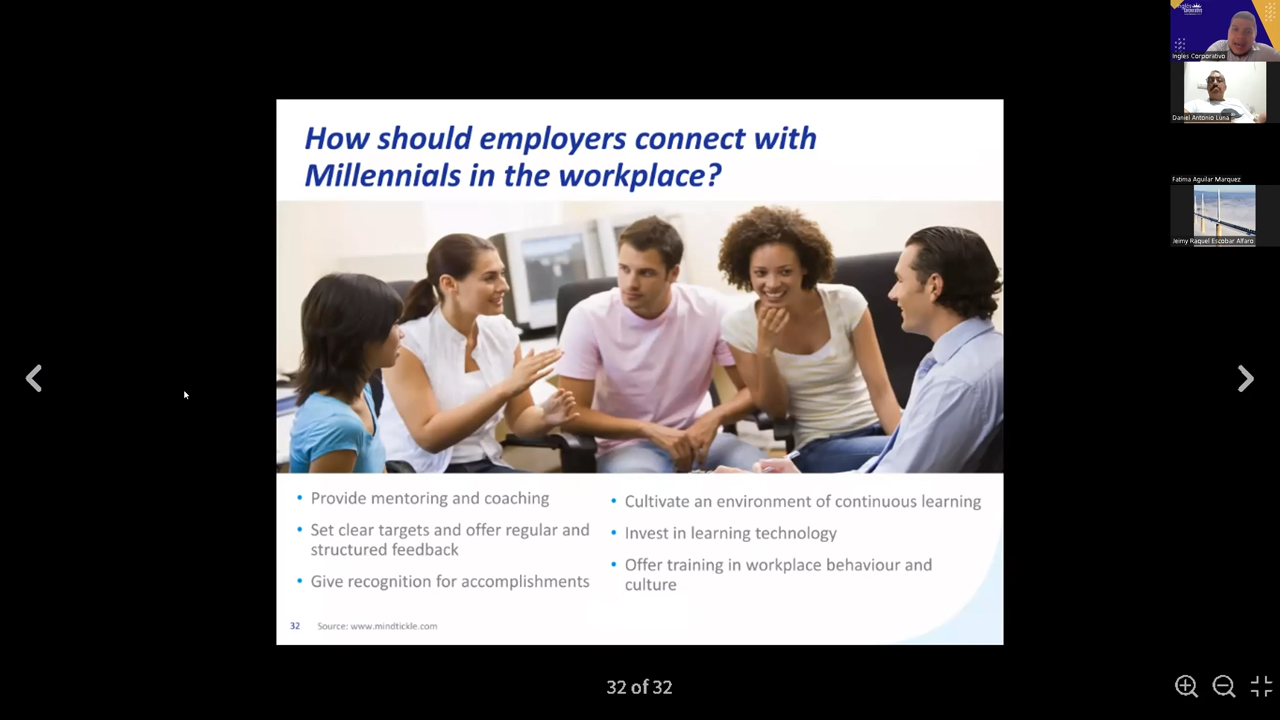 How should employers connect with
Millennials in the workplace?
• Provide mentoring and coaching
• Set clear targets and offer regular and
structured feedback
• Give recognition for accomplishments
• Cultivate an environment of continuous learning
• Invest in learning technology
• Offer training in workplace behaviour and
culture
32 Source: www.mindtickle.com
32 of 32
Ingles Corporativo
Daniel Antonio Luna
Fatima Aguilar Marquez
Jeimy Raquel Escobar Alfaro